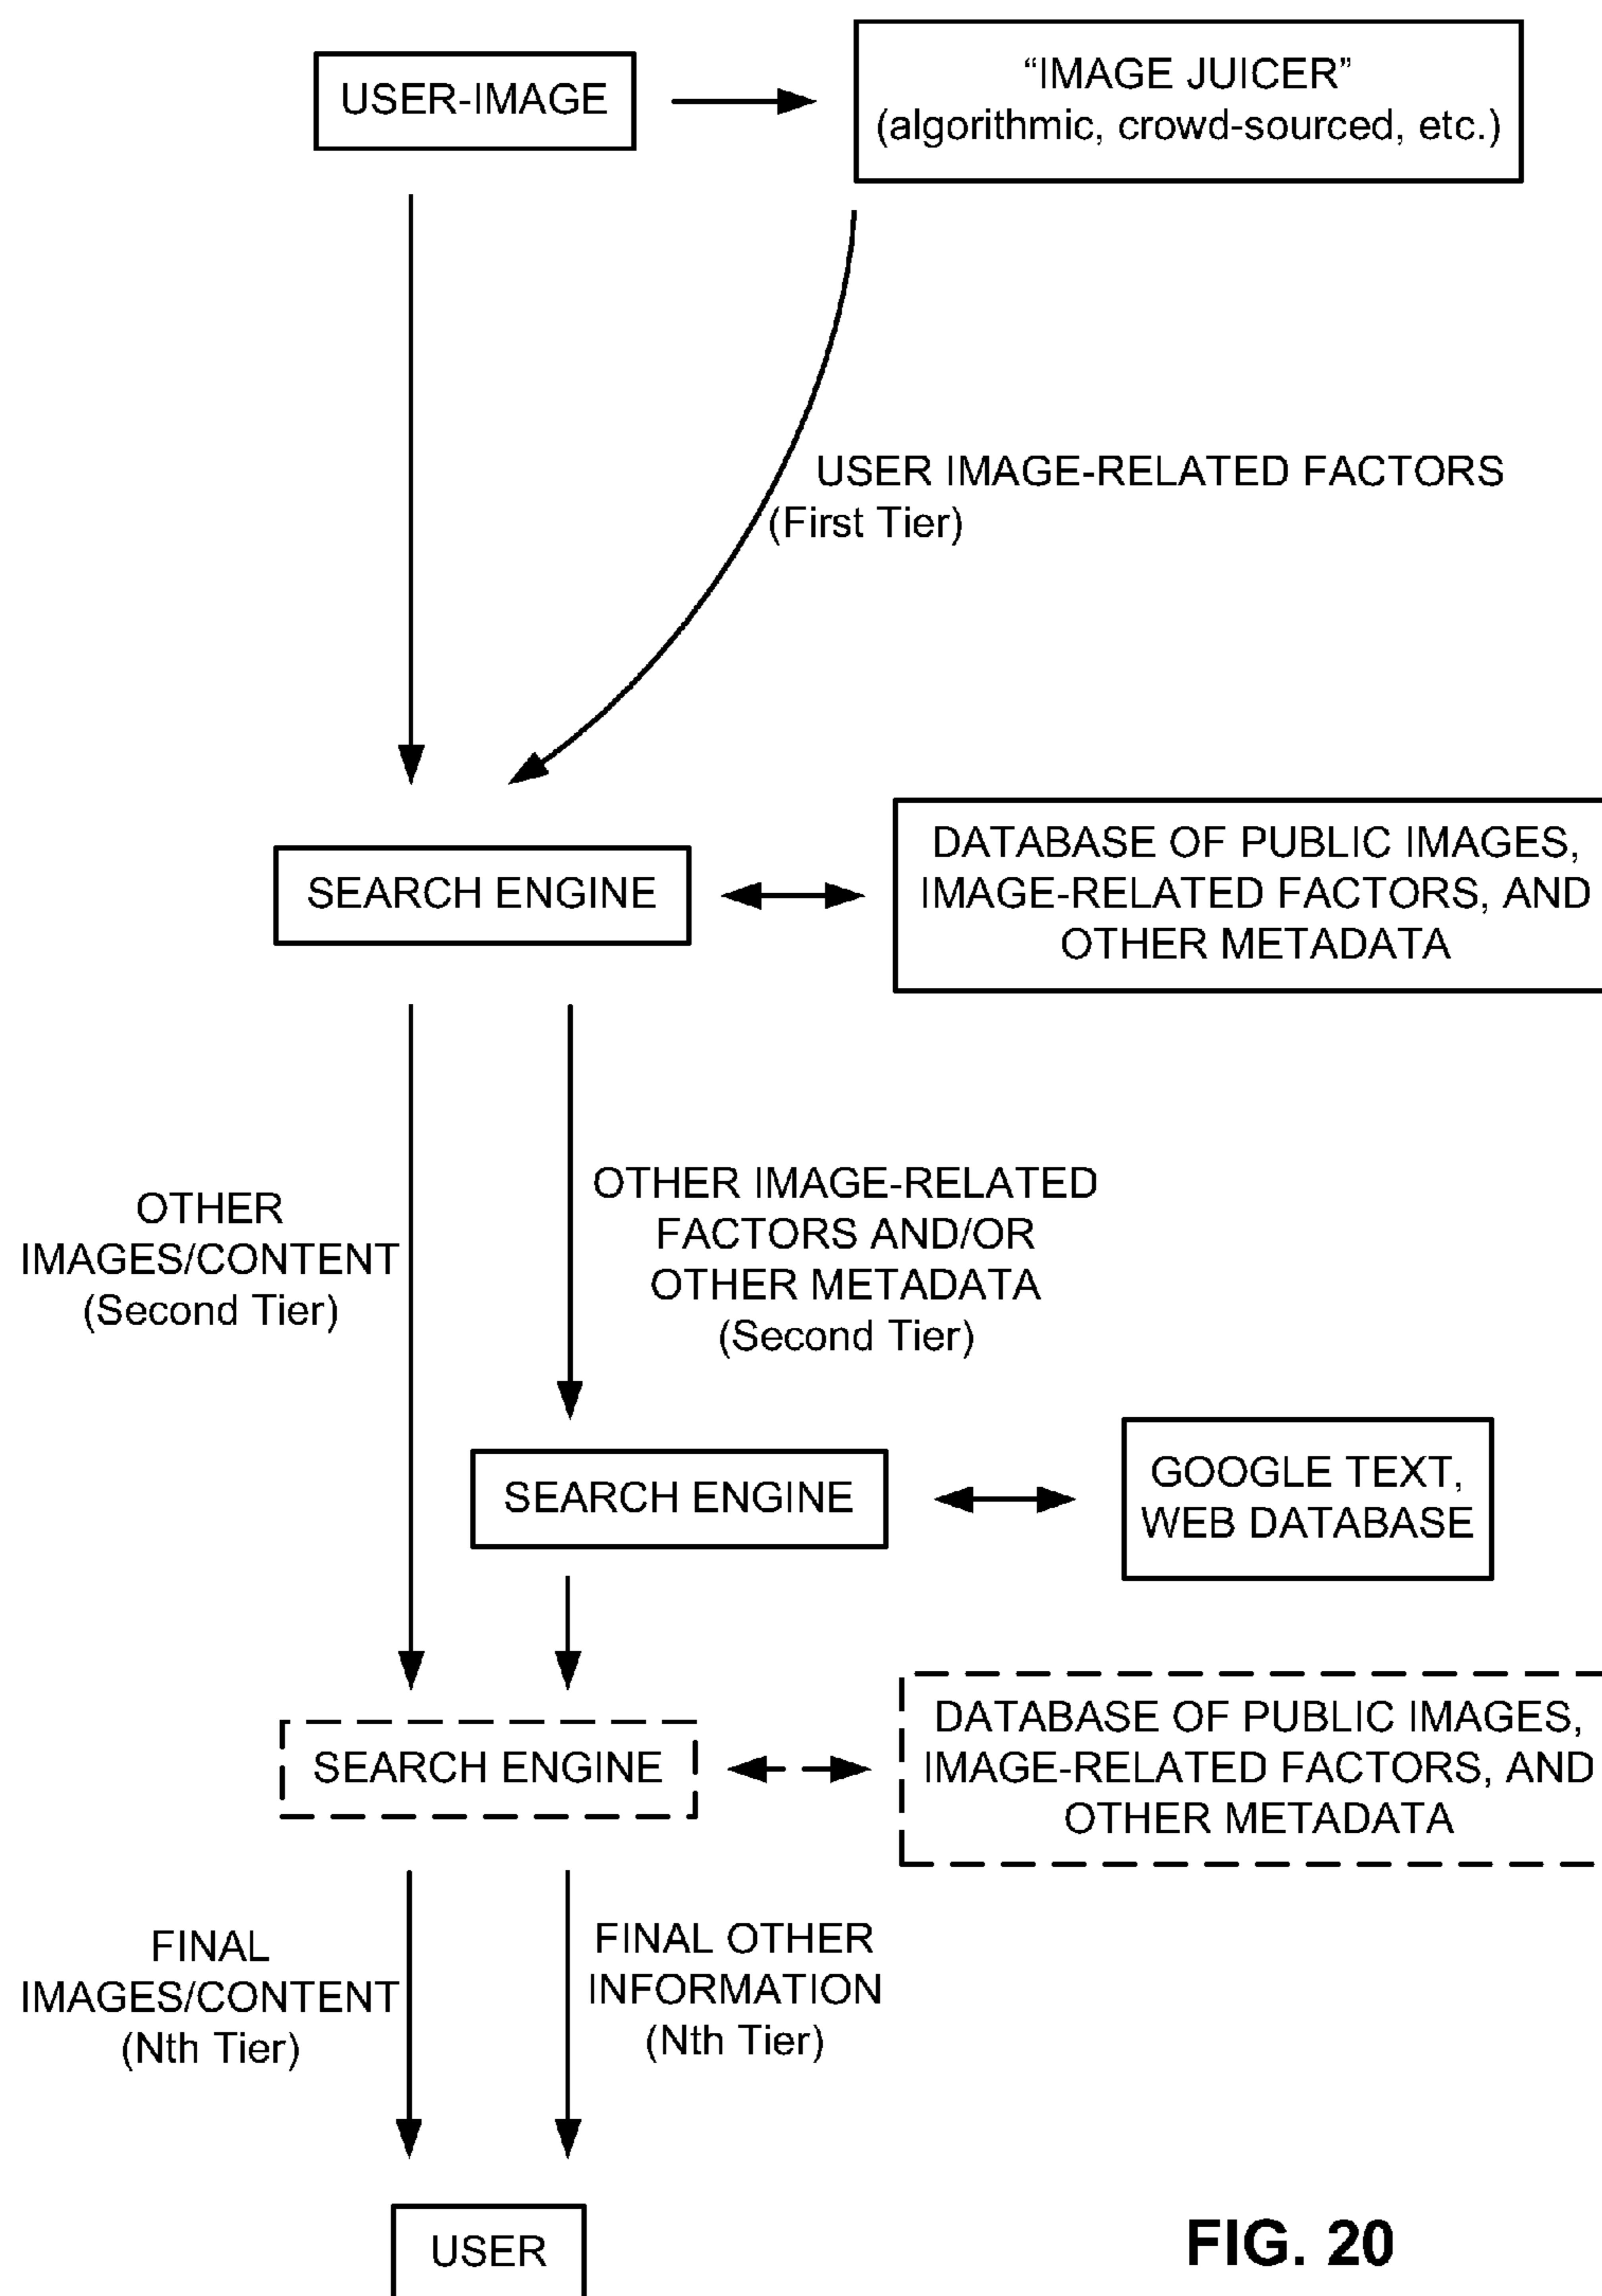 USER-IMAGE
“IMAGE JUICER”
(algorithmic, crowd-sourced, etc.)
USER IMAGE-RELATED FACTORS
(First Tier)
SEARCH ENGINE
DATABASE OF PUBLIC IMAGES,
IMAGE-RELATED FACTORS, AND
OTHER METADATA
OTHER
IMAGES/CONTENT
(Second Tier)
OTHER IMAGE-RELATED
FACTORS AND/OR
OTHER METADATA
(Second Tier)
SEARCH ENGINE
GOOGLE TEXT,
WEB DATABASE
SEARCH ENGINE
DATABASE OF PUBLIC IMAGES,
IMAGE-RELATED FACTORS, AND
OTHER METADATA
FINAL
IMAGES/CONTENT
(Nth Tier)
FINAL OTHER
INFORMATION
(Nth Tier)
USER
FIG. 20